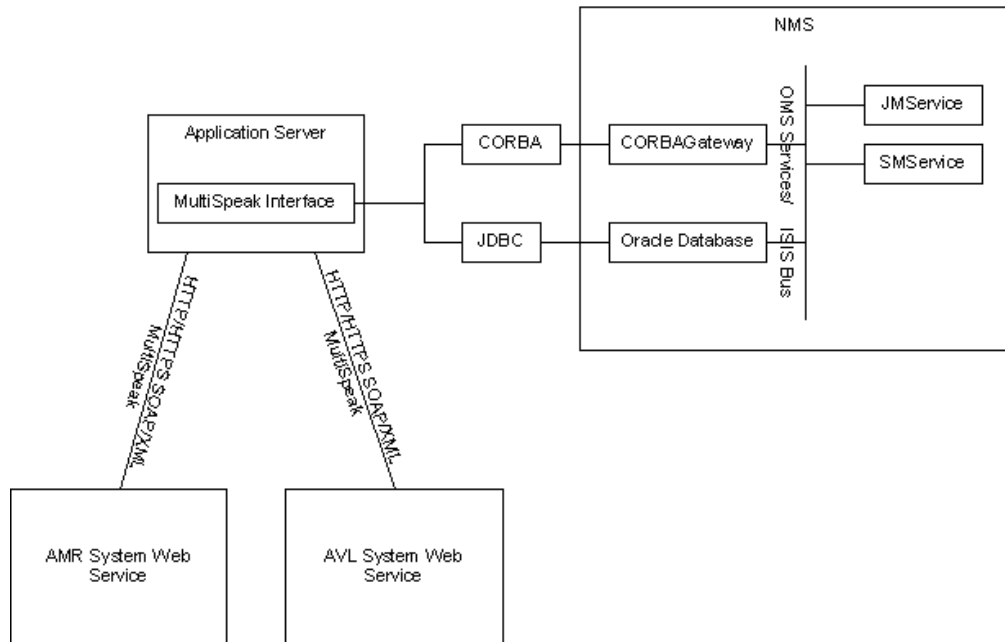 NMS
Application Server
MultiSpeak Interface
CORBA
JDBC
CORBAGateway
Oracle Database
OMS Services/
ISIS Bus
JMService
SMService
HTTP/HTTPS SOAP/XML
MultiSpeak
HTTP/HTTPS SOAP/XML
MultiSpeak
AMR System Web
Service
AVL System Web
Service